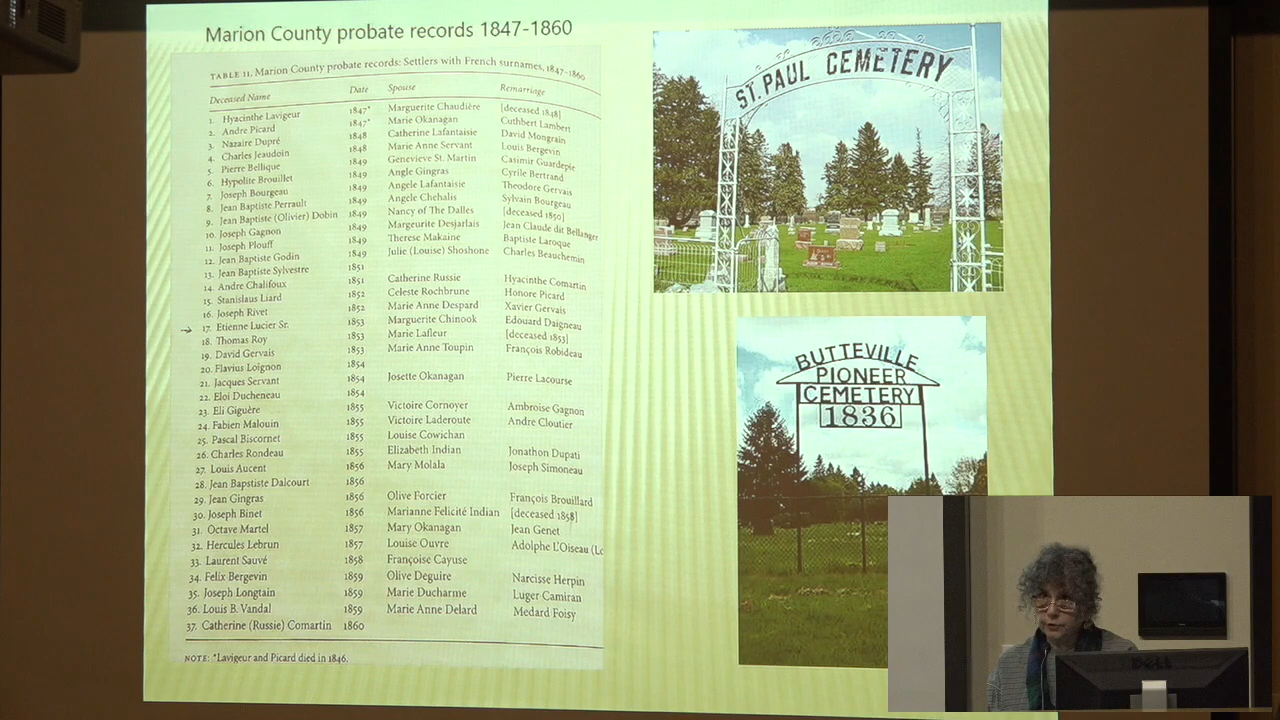 Marion County probate records 1847-1860
TABLE 11. Marion County probate records: Settlers with French surnames, 1847–1860
Deceased Name Date Spouse Remarriage
1. Hyacinthe Lavigeur 1847* Marguerite Chaudière [deceased 1848]
2. Andre Picard 1847* Marie Okanagan Cuthbert Lambert
3. Nazaire Dupré 1848 Catherine Lafantaisie David Mongrain
4. Charles Jeaudoin 1848 Marie Anne Servant Louis Bergevin
5. Pierre Bellique 1849 Genevieve St. Martin Casimir Guardepie
6. Hypolite Brouillet 1849 Angle Gingras Cyrile Bertrand
7. Joseph Bourgeau 1849 Angele Lafantaisie Theodore Gervais
8. Jean Baptiste Perrault 1849 Angele Chehalis Sylvain Bourgeau
9. Jean Baptiste (Olivier) Dobin 1849 Nancy of The Dalles [deceased 1850]
10. Joseph Gagnon 1849 Margeurite Desjarlais Jean Claude dit Bellanger
11. Joseph Plouff 1849 Therese Makaine Baptiste Laroque
12. Jean Baptiste Godin 1849 Julie (Louise) Shoshone Charles Beauchemin
13. Jean Baptiste Sylvestre 1851
14. Andre Chalifoux 1851 Catherine Russie Hyacinthe Comartin
15. Stanislaus Liard 1852 Celeste Rochbrune Honore Picard
16. Joseph Rivet 1852 Marie Anne Despard Xavier Gervais
→ 17. Etienne Lucier Sr. 1853 Marguerite Chinook Edouard Daigneau
18. Thomas Roy 1853 Marie Lafleur [deceased 1853]
19. David Gervais 1853 Marie Anne Toupin François Robideau
20. Flavius Loignon 1854
21. Jacques Servant 1854 Josette Okanagan Pierre Lacourse
22. Eloi Ducheneau 1854
23. Eli Giguère 1855 Victoire Cornoyer Ambroise Gagnon
24. Fabien Malouin 1855 Victoire Laderoute Andre Cloutier
25. Pascal Biscornet 1855 Louise Cowichan
26. Charles Rondeau 1855 Elizabeth Indian Jonathon Dupati
27. Louis Aucent 1856 Mary Molala Joseph Simoneau
28. Jean Bapstiste Dalcourt 1856
29. Jean Gingras 1856 Olive Forcier François Brouillard
30. Joseph Binet 1856 Marianne Felicité Indian [deceased 1858]
31. Octave Martel 1857 Mary Okanagan Jean Genet
32. Hercules Lebrun 1857 Louise Ouvre Adolphe L'Oiseau (Lo
33. Laurent Sauvé 1858 Françoise Cayuse
34. Felix Bergevin 1859 Olive Deguire Narcisse Herpin
35. Joseph Longtain 1859 Marie Ducharme Luger Camiran
36. Louis B. Vandal 1859 Marie Anne Delard Medard Foisy
37. Catherine (Russie) Comartin 1860
NOTE: *Lavigeur and Picard died in 1846.
ST. PAUL CEMETERY
BUTTEVILLE
PIONEER
CEMETERY
1836
DELL